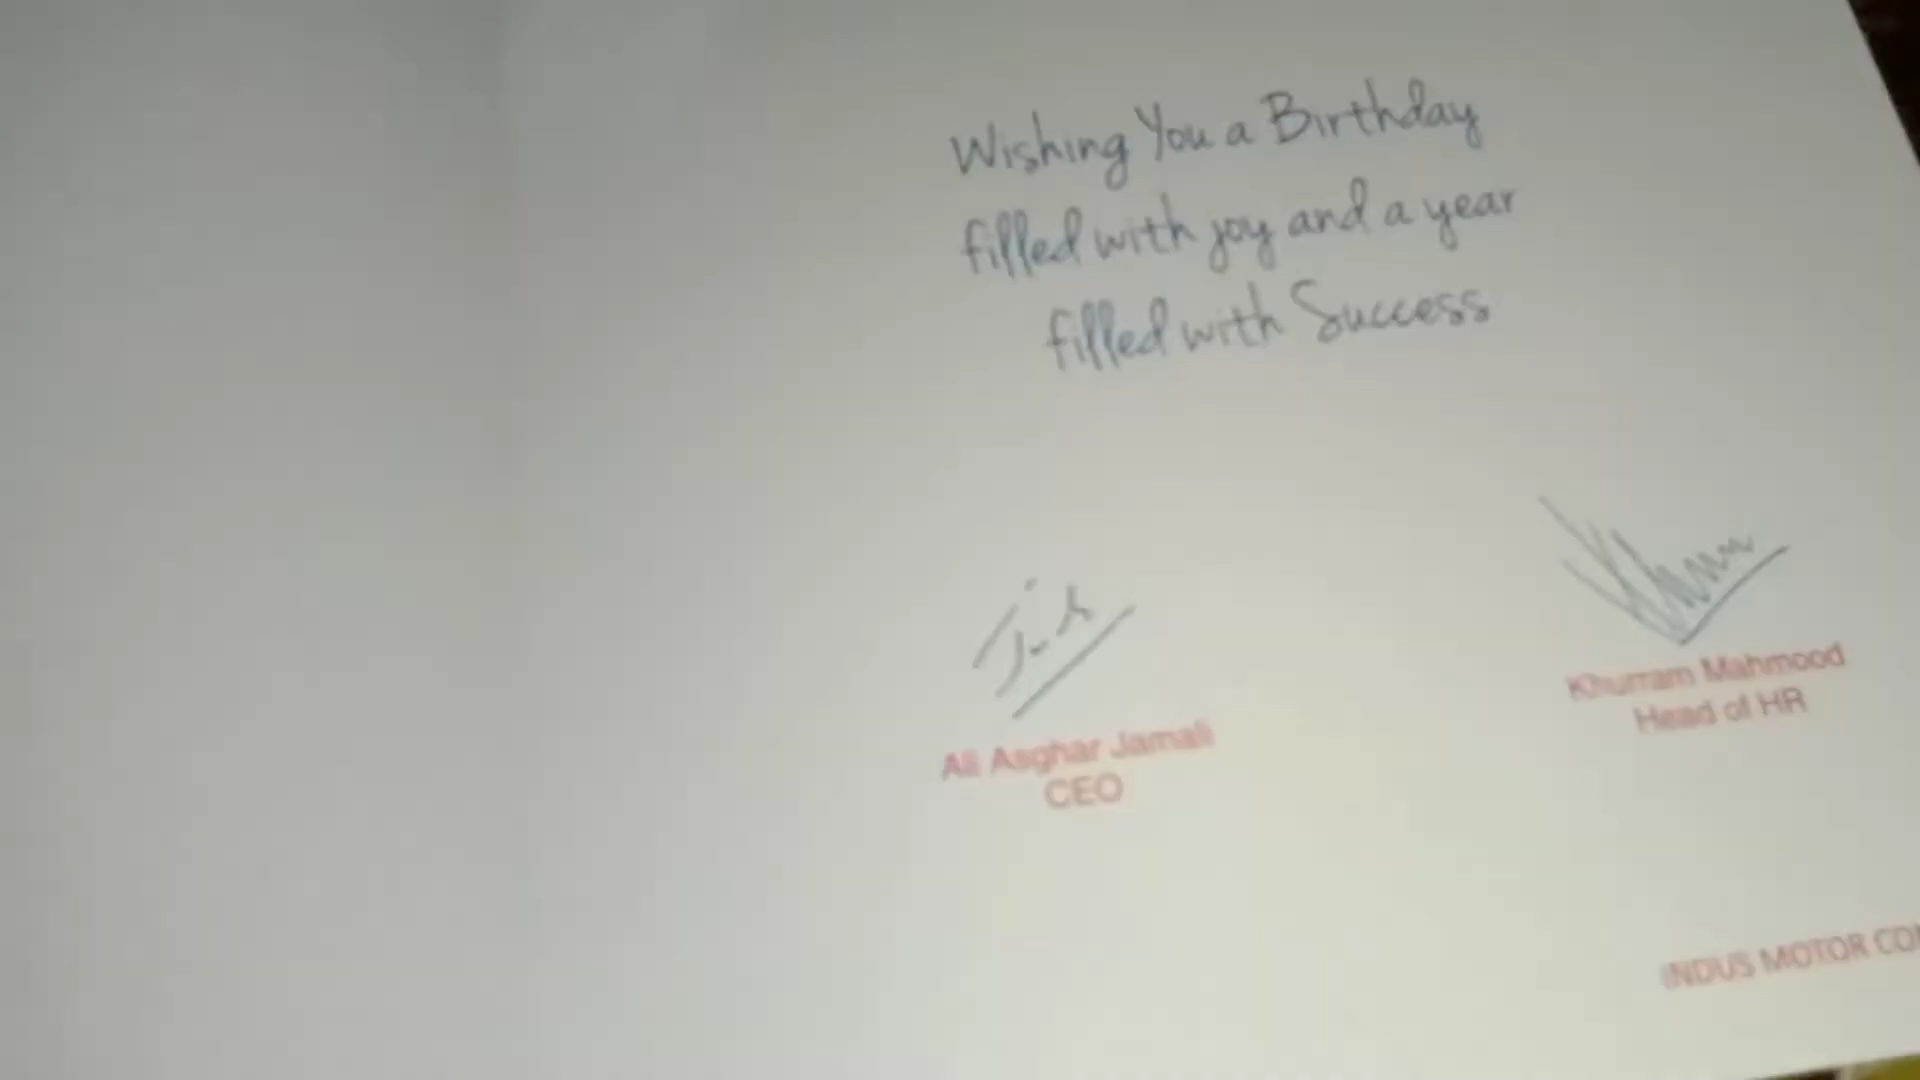 Wishing You a Birthday
filled with joy and a year
filled with Success
Ali Asghar Jamali
CEO
Khurram Mahmood
Head of HR
INDUS MOTOR